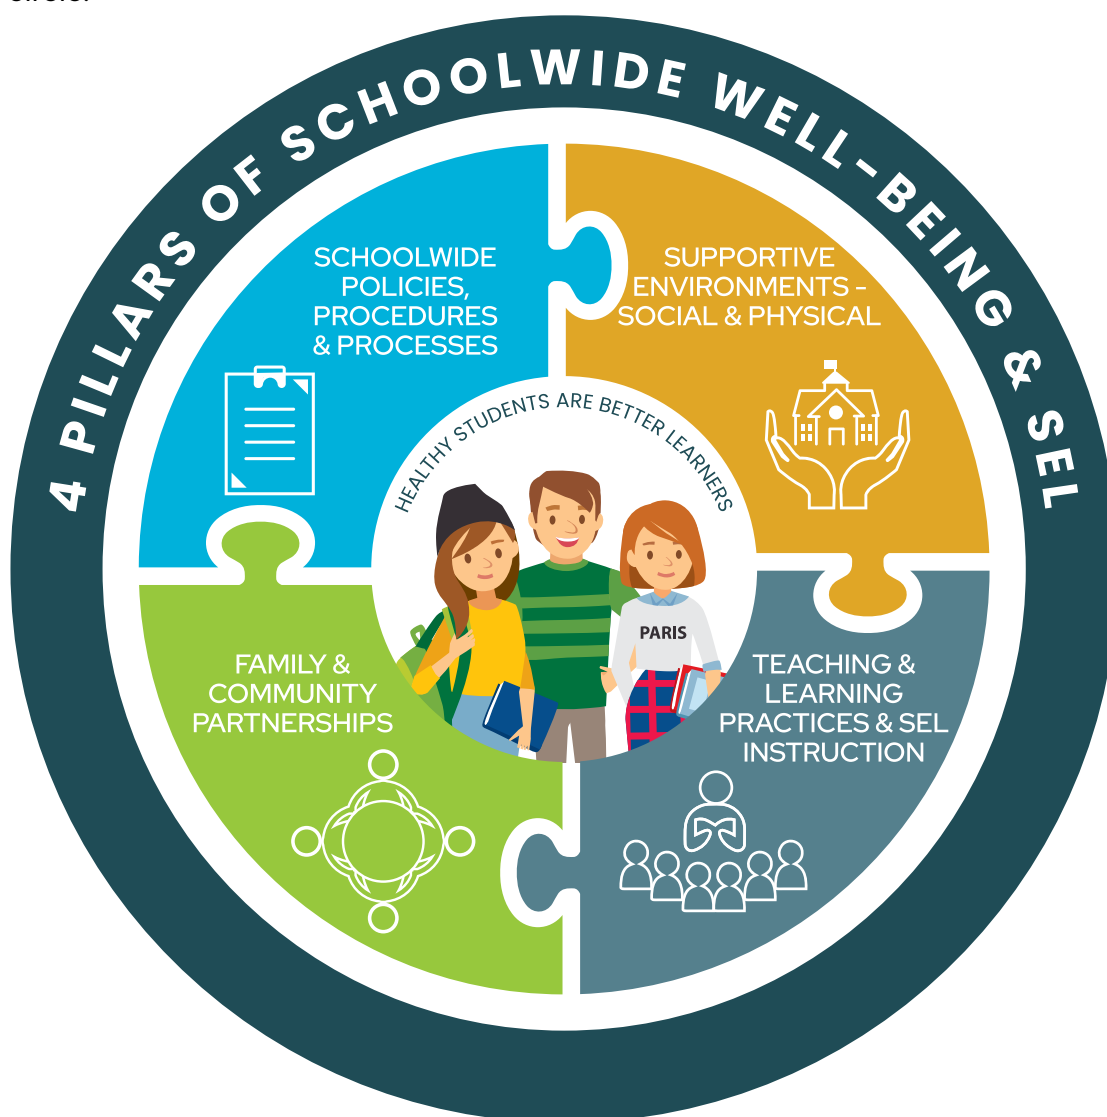 4 PILLARS OF SCHOOLWIDE WELL-BEING & SEL
SCHOOLWIDE
POLICIES,
PROCEDURES
& PROCESSES
SUPPORTIVE
ENVIRONMENTS -
SOCIAL & PHYSICAL
HEALTHY STUDENTS ARE BETTER LEARNERS
PARIS
FAMILY &
COMMUNITY
PARTNERSHIPS
TEACHING &
LEARNING
PRACTICES & SEL
INSTRUCTION